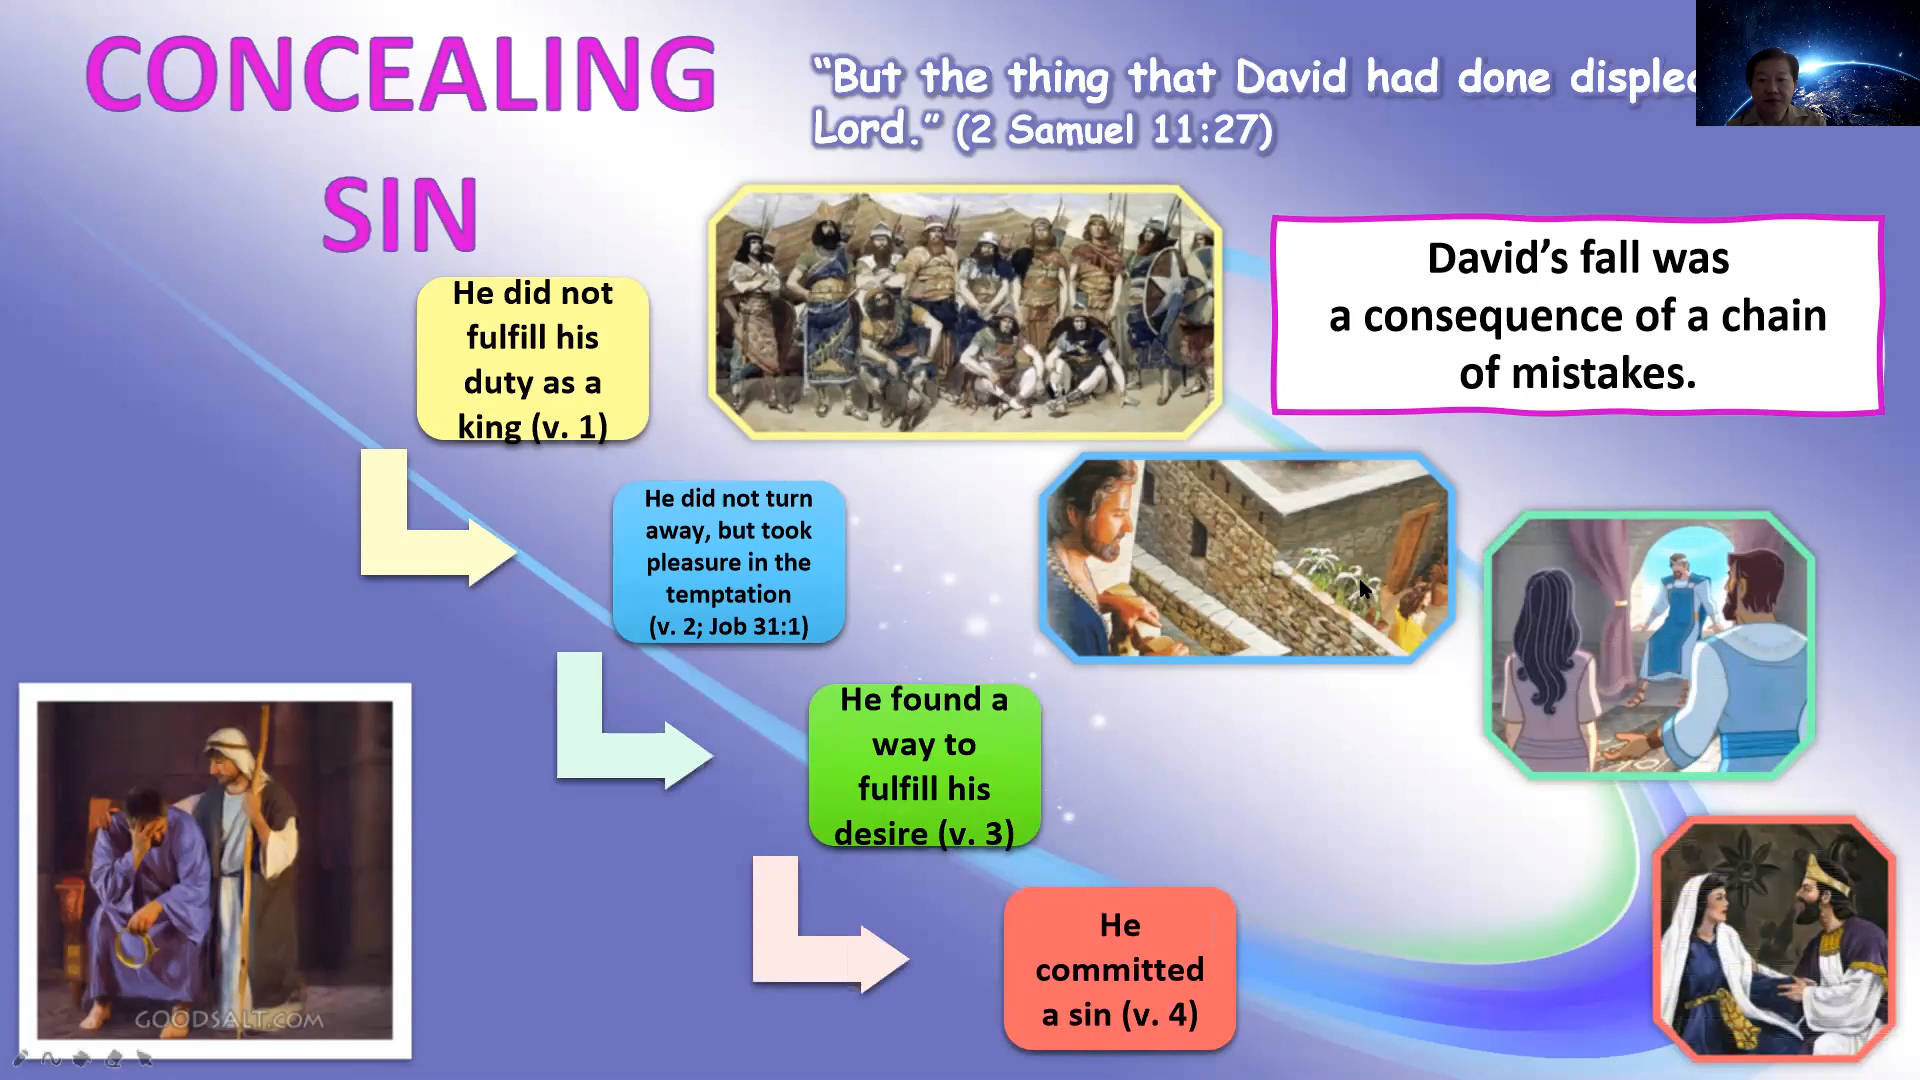 CONCEALING
SIN
“But the thing that David had done
Lord.” (2 Samuel 11:27)
David’s fall was
a consequence of a chain
of mistakes.
He did not
fulfill his
duty as a
king (v. 1)
He did not turn
away, but took
pleasure in the
temptation
(v. 2; Job 31:1)
He found a
way to
fulfill his
desire (v. 3)
He
committed
a sin (v. 4)
GOODSALT.COM